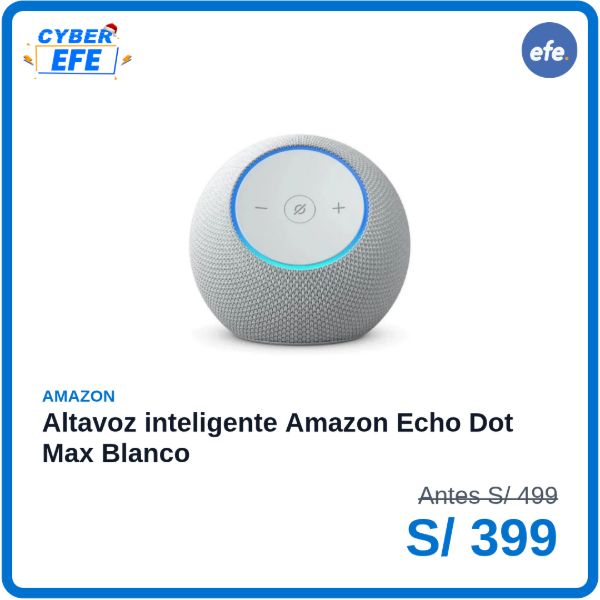 CYBER
EFE
efe.
AMAZON
Altavoz inteligente Amazon Echo Dot
Max Blanco
Antes S/ 499
S/ 399